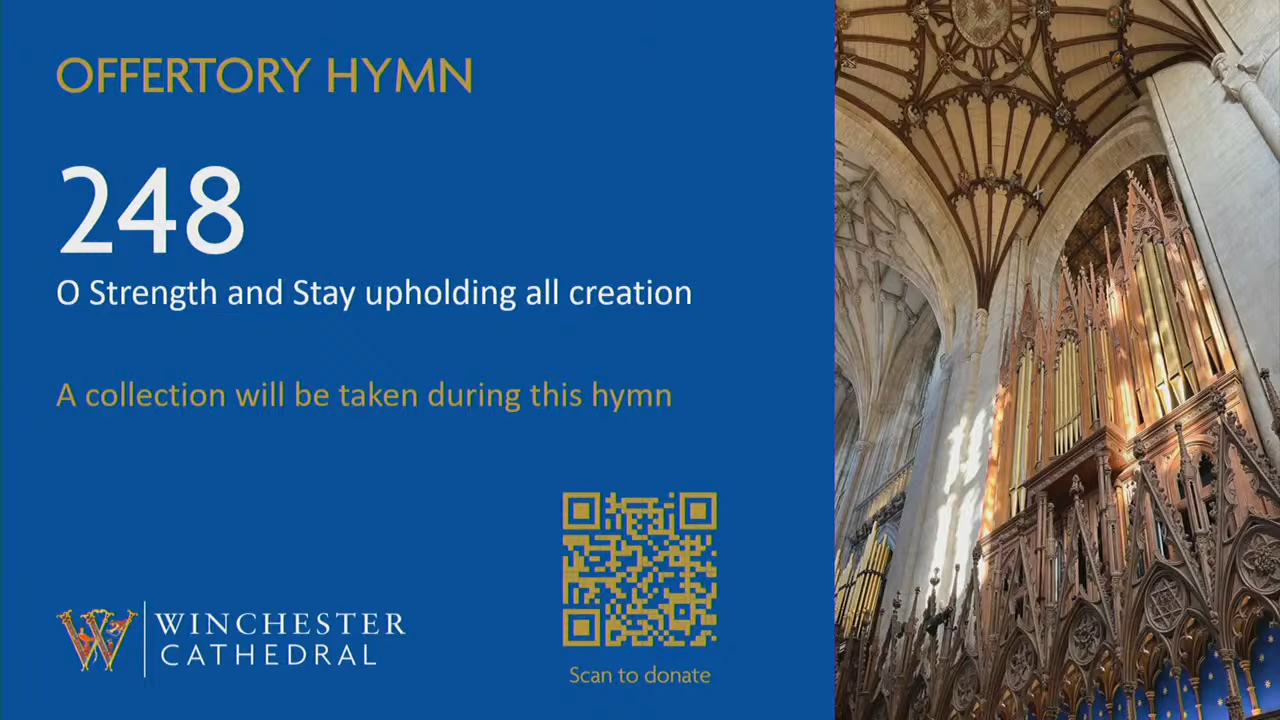 OFFERTORY HYMN
248
O Strength and Stay upholding all creation
A collection will be taken during this hymn
WINCHESTER
CATHEDRAL
Scan to donate